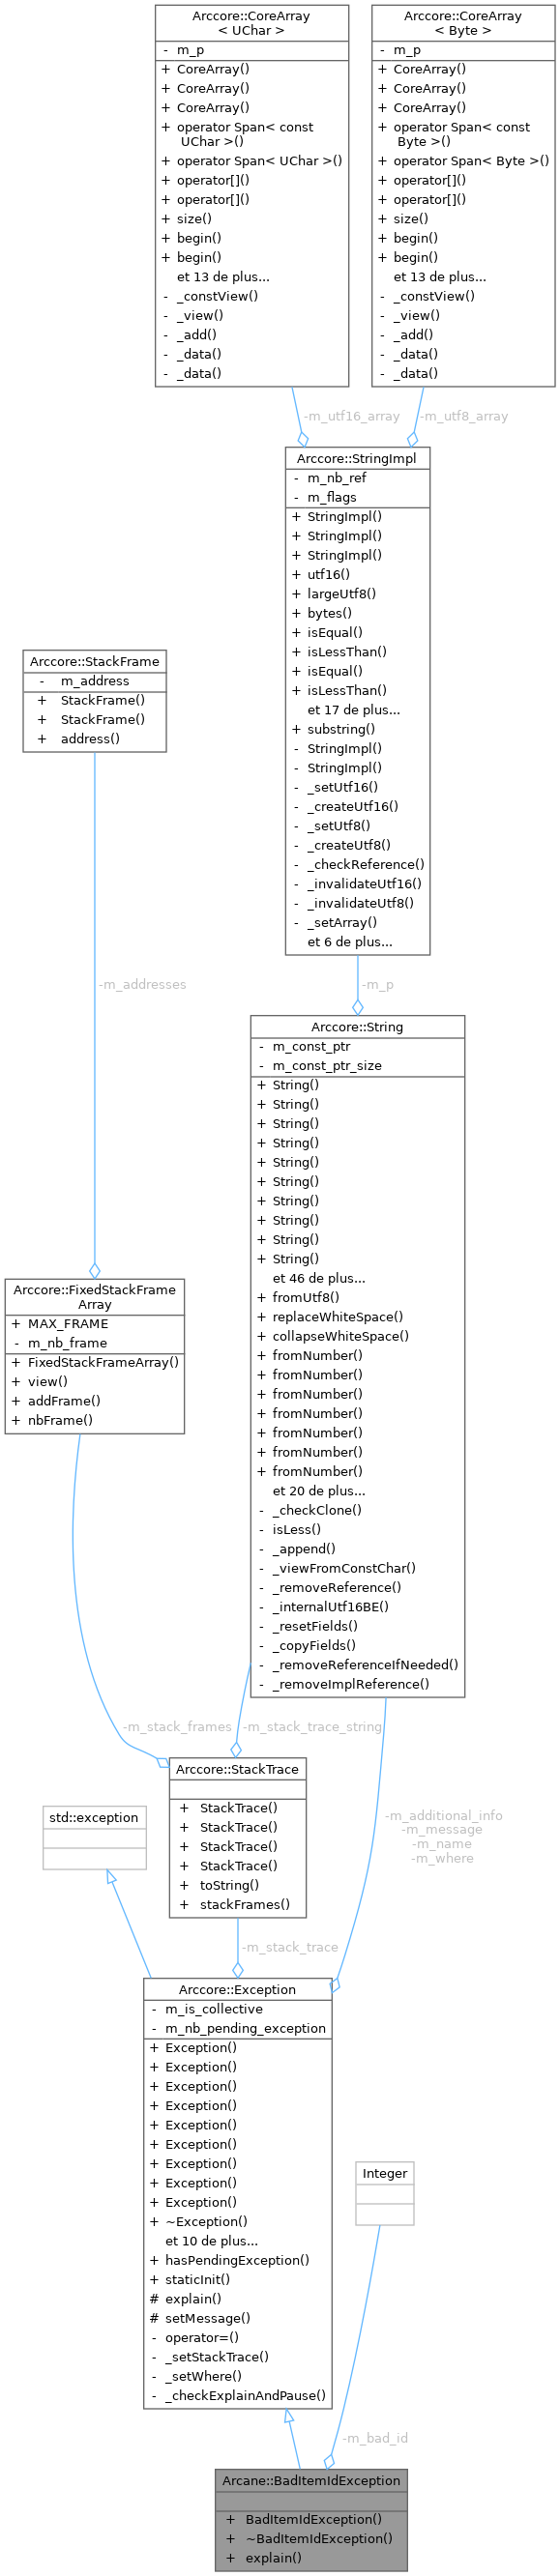 Arccore::CoreArray
< UChar >
- m_p
+ CoreArray()
+ CoreArray()
+ CoreArray()
+ operator Span< const
UChar >()
+ operator Span< UChar >()
+ operator[]()
+ operator[]()
+ size()
+ begin()
+ begin()
et 13 de plus...
- _constView()
- _view()
- _add()
- _data()
- _data()
Arccore::CoreArray
< Byte >
- m_p
+ CoreArray()
+ CoreArray()
+ CoreArray()
+ operator Span< const
Byte >()
+ operator Span< Byte >()
+ operator[]()
+ operator[]()
+ size()
+ begin()
+ begin()
et 13 de plus...
- _constView()
- _view()
- _add()
- _data()
- _data()
-m_utf16_array
-m_utf8_array
Arccore::StringImpl
- m_nb_ref
- m_flags
+ StringImpl()
+ StringImpl()
+ StringImpl()
+ utf16()
+ largeUtf8()
+ bytes()
+ isEqual()
+ isLessThan()
+ isEqual()
+ isLessThan()
et 17 de plus...
+ substring()
- StringImpl()
- StringImpl()
- _setUtf16()
- _createUtf16()
- _setUtf8()
- _createUtf8()
- _checkReference()
- _invalidateUtf16()
- _invalidateUtf8()
- _setArray()
et 6 de plus...
Arccore::StackFrame
- m_address
+ StackFrame()
+ StackFrame()
+ address()
-m_addresses
-m_p
Arccore::String
- m_const_ptr
- m_const_ptr_size
+ String()
+ String()
+ String()
+ String()
+ String()
+ String()
+ String()
+ String()
+ String()
+ String()
et 46 de plus...
+ fromUtf8()
+ replaceWhiteSpace()
+ collapseWhiteSpace()
+ fromNumber()
+ fromNumber()
+ fromNumber()
+ fromNumber()
+ fromNumber()
+ fromNumber()
+ fromNumber()
et 20 de plus...
- _checkClone()
- isLess()
- _append()
- _viewFromConstChar()
- _removeReference()
- _internalUtf16BE()
- _resetFields()
- _copyFields()
- _removeReferenceIfNeeded()
- _removeImplReference()
Arccore::FixedStackFrame
Array
+ MAX_FRAME
- m_nb_frame
+ FixedStackFrameArray()
+ view()
+ addFrame()
+ nbFrame()
-m_stack_frames
-m_stack_trace_string
Arccore::StackTrace
+ StackTrace()
+ StackTrace()
+ StackTrace()
+ StackTrace()
+ toString()
+ stackFrames()
std::exception
-m_additional_info
-m_message
-m_name
-m_where
-m_stack_trace
Arccore::Exception
- m_is_collective
- m_nb_pending_exception
+ Exception()
+ Exception()
+ Exception()
+ Exception()
+ Exception()
+ Exception()
+ Exception()
+ Exception()
+ Exception()
+ ~Exception()
et 10 de plus...
+ hasPendingException()
+ staticInit()
# explain()
# setMessage()
- operator=()
- _setStackTrace()
- _setWhere()
- _checkExplainAndPause()
Integer
-m_bad_id
Arcane::BadItemIdException
+ BadItemIdException()
+ ~BadItemIdException()
+ explain()